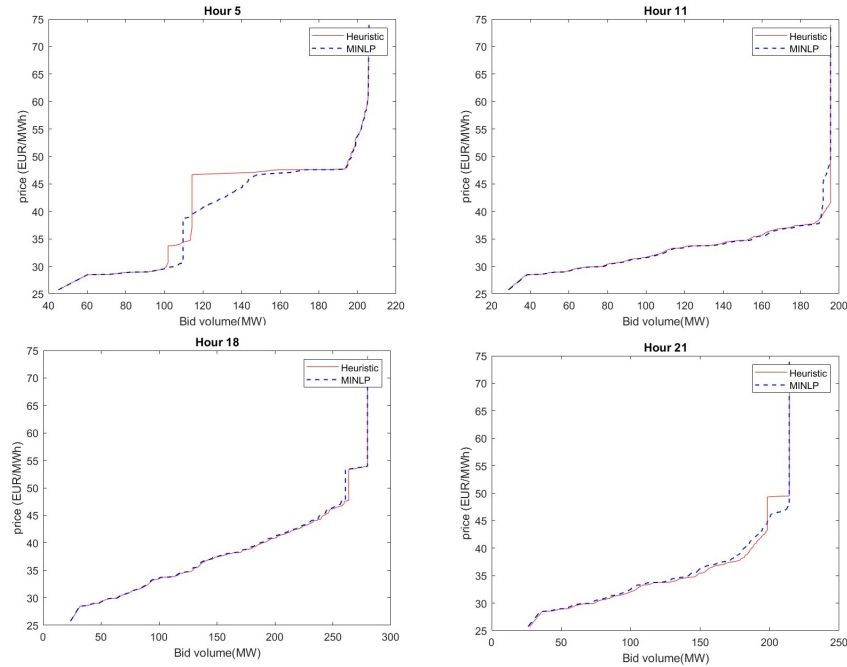 Hour 5
75
70
65
60
55
50
45
40
35
30
25
price (EUR/MWh)
Heuristic
MINLP
40 60 80 100 120 140 160 180 200 220
Bid volume(MW)
Hour 11
75
70
65
60
55
50
45
40
35
30
25
price (EUR/MWh)
Heuristic
MINLP
20 40 60 80 100 120 140 160 180 200
Bid volume(MW)
Hour 18
75
70
65
60
55
50
45
40
35
30
25
price (EUR/MWh)
Heuristic
MINLP
0 50 100 150 200 250 300
Bid volume(MW)
Hour 21
75
70
65
60
55
50
45
40
35
30
25
price (EUR/MWh)
Heuristic
MINLP
0 50 100 150 200 250
Bid volume(MW)